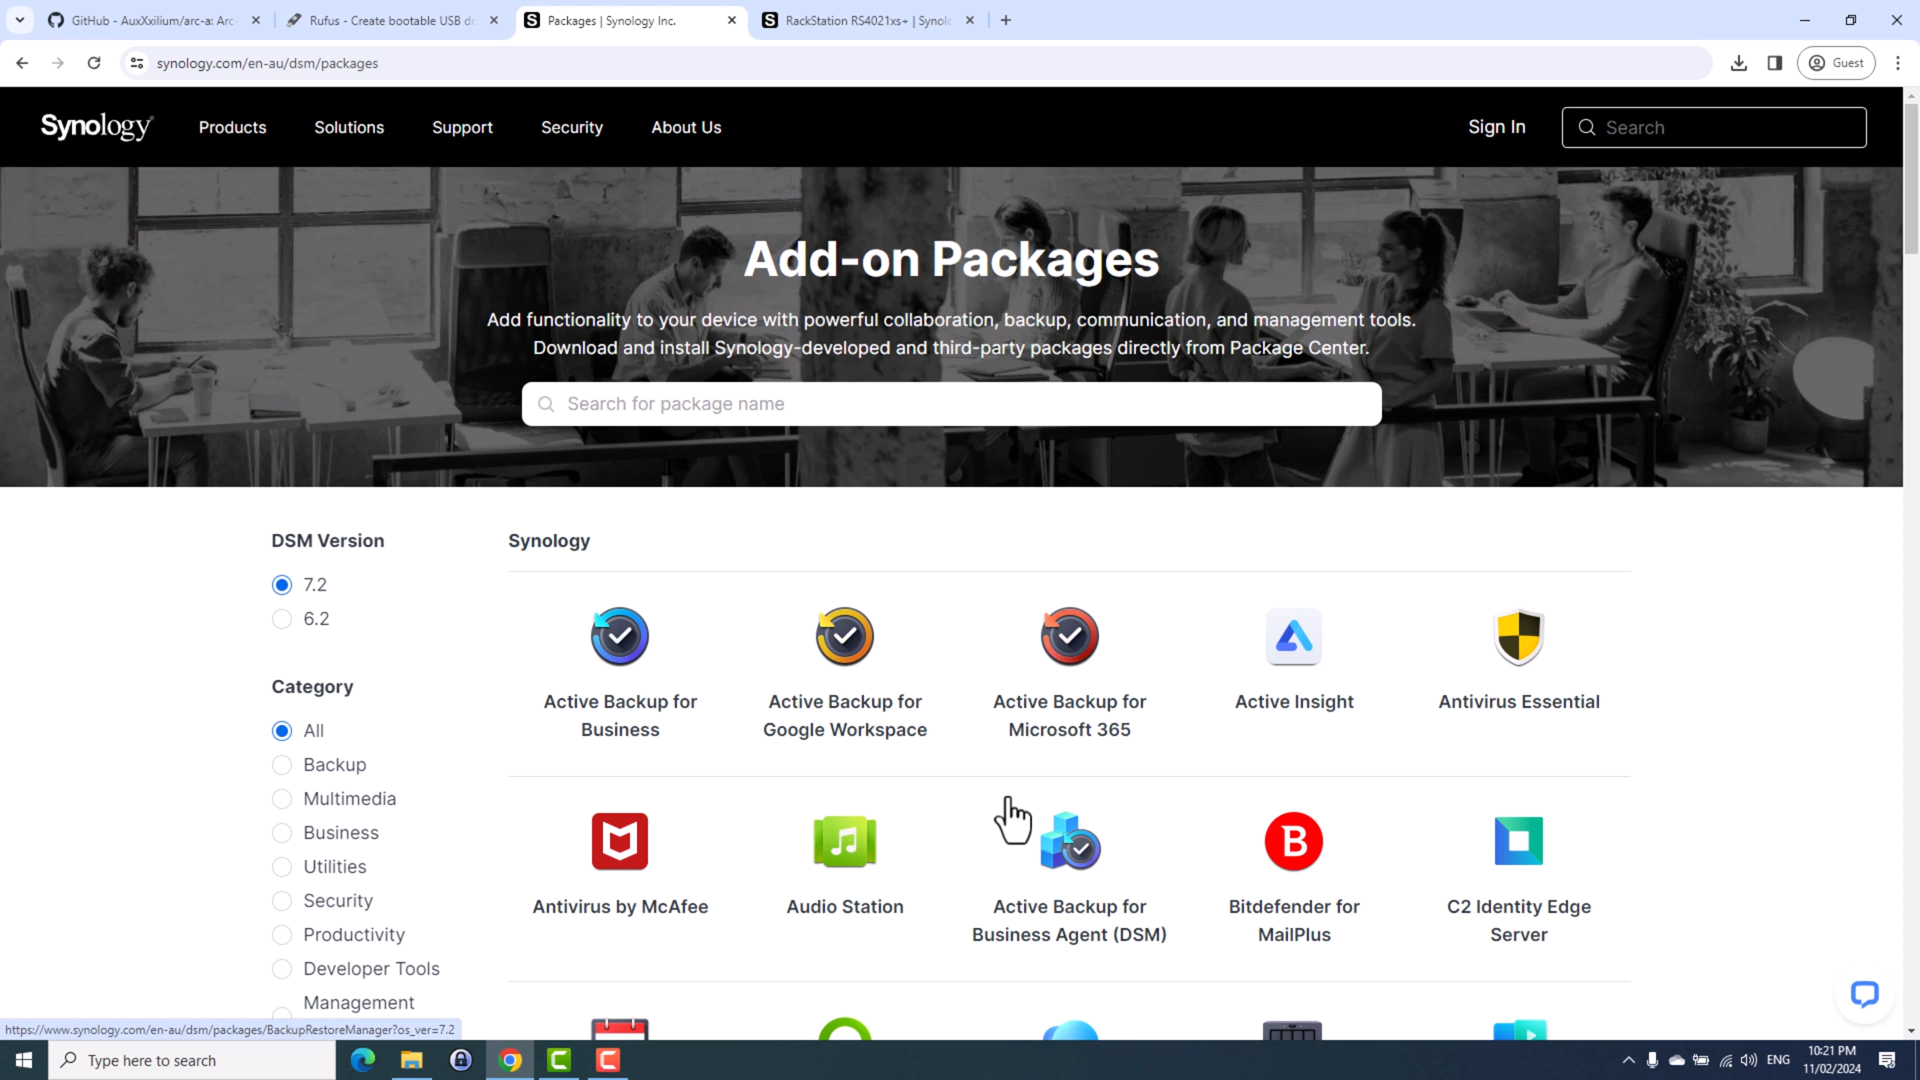 GitHub - AuxXxilium/arc-a: Arc
Rufus - Create bootable USB d
Packages | Synology Inc.
RackStation RS4021xs+ | Synol
synology.com/en-au/dsm/packages
Guest
Synology
Products
Solutions
Support
Security
About Us
Sign In
Search
Add-on Packages
Add functionality to your device with powerful collaboration, backup, communication, and management tools.
Download and install Synology-developed and third-party packages directly from Package Center.
Search for package name
DSM Version
7.2
6.2
Category
All
Backup
Multimedia
Business
Utilities
Security
Productivity
Developer Tools
Management
Synology
Active Backup for
Business
Active Backup for
Google Workspace
Active Backup for
Microsoft 365
Active Insight
Antivirus Essential
Antivirus by McAfee
Audio Station
Active Backup for
Business Agent (DSM)
Bitdefender for
MailPlus
C2 Identity Edge
Server
https://www.synology.com/en-au/dsm/packages/BackupRestoreManager?os_ver=7.2
Type here to search
ENG
10:21 PM
11/02/2024